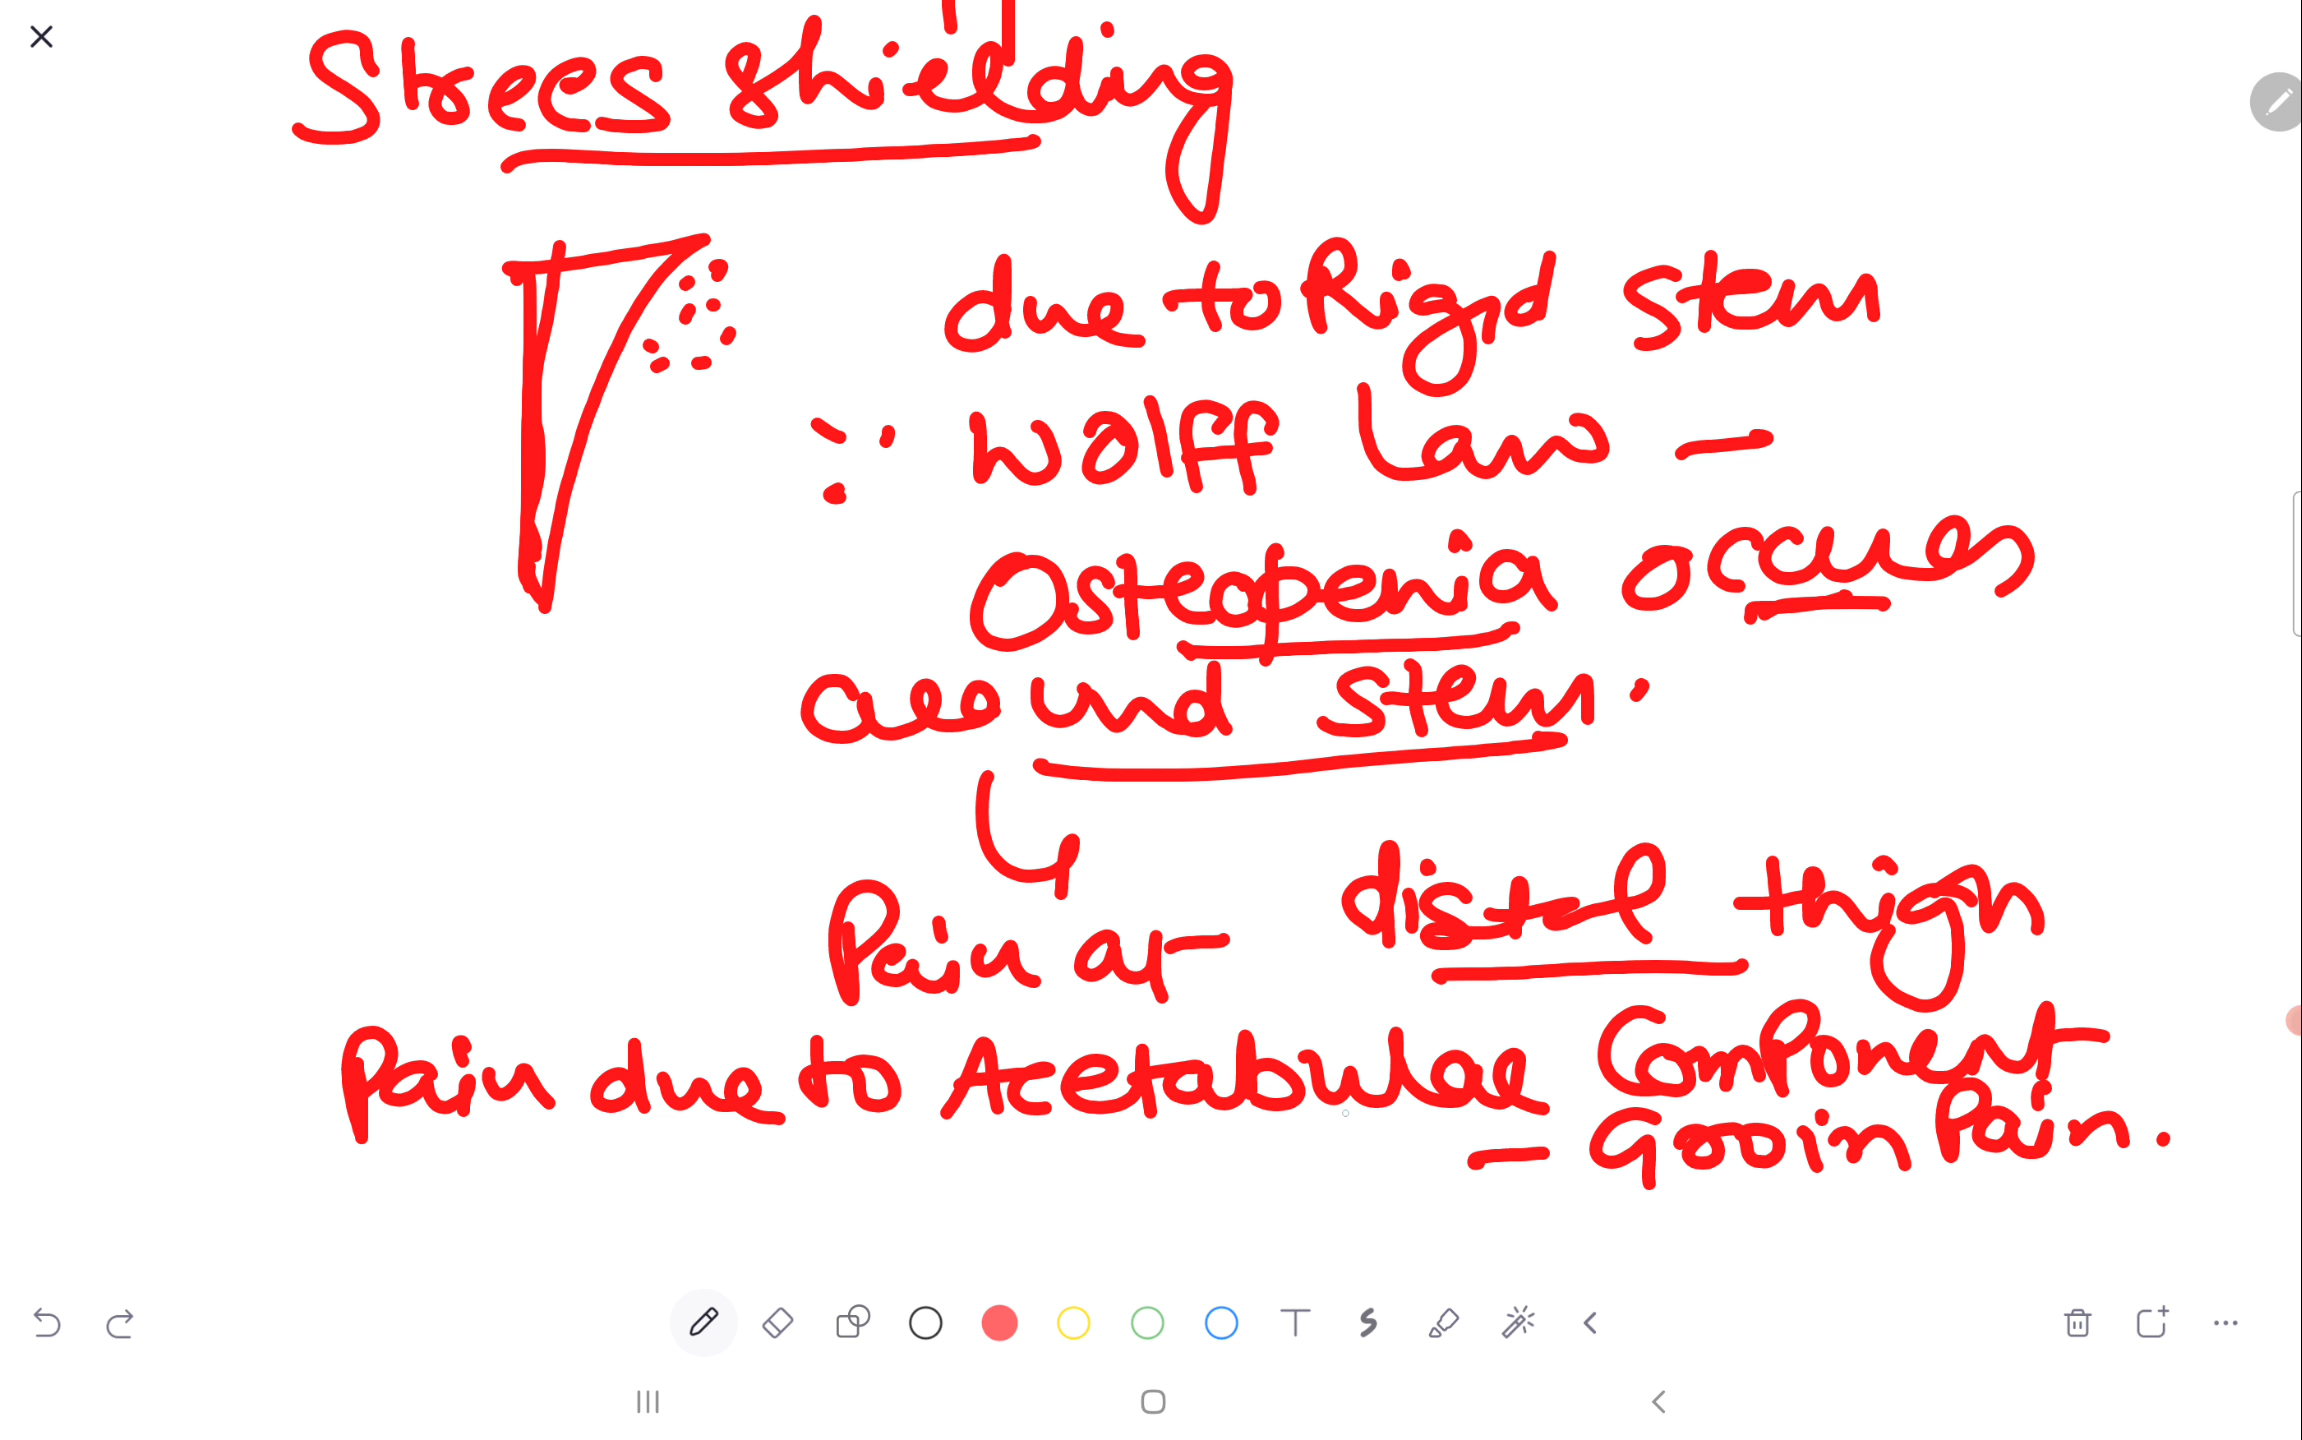 Stress shielding
due to Rigid stem
∵ Wolff Law -
Osteopenia occurs
around stem.
Pain at distal thigh
Pain due to Acetabular Component
- Groin Pain.